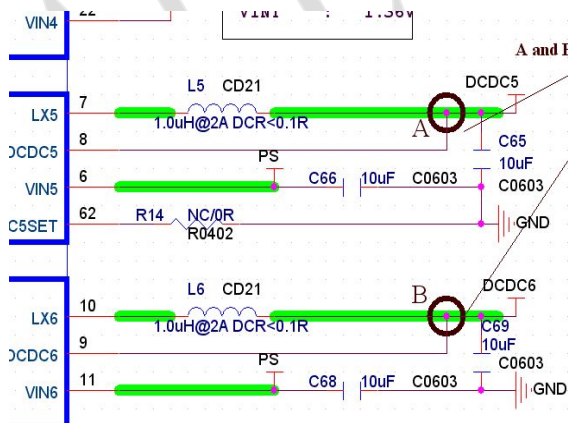 22
VIN4
VIN1 : 1.36V
A and B
L5 CD21
DCDC5
LX5 7
1.0uH@2A DCR<0.1R
A
C65
DCDC5 8
PS
10uF
VIN5 6
C66 10uF C0603
C0603
C5SET 62
R14 NC/0R
GND
R0402
L6 CD21
B
DCDC6
LX6 10
1.0uH@2A DCR<0.1R
C69
10uF
DCDC6 9
PS
C0603
VIN6 11
C68 10uF C0603
GND